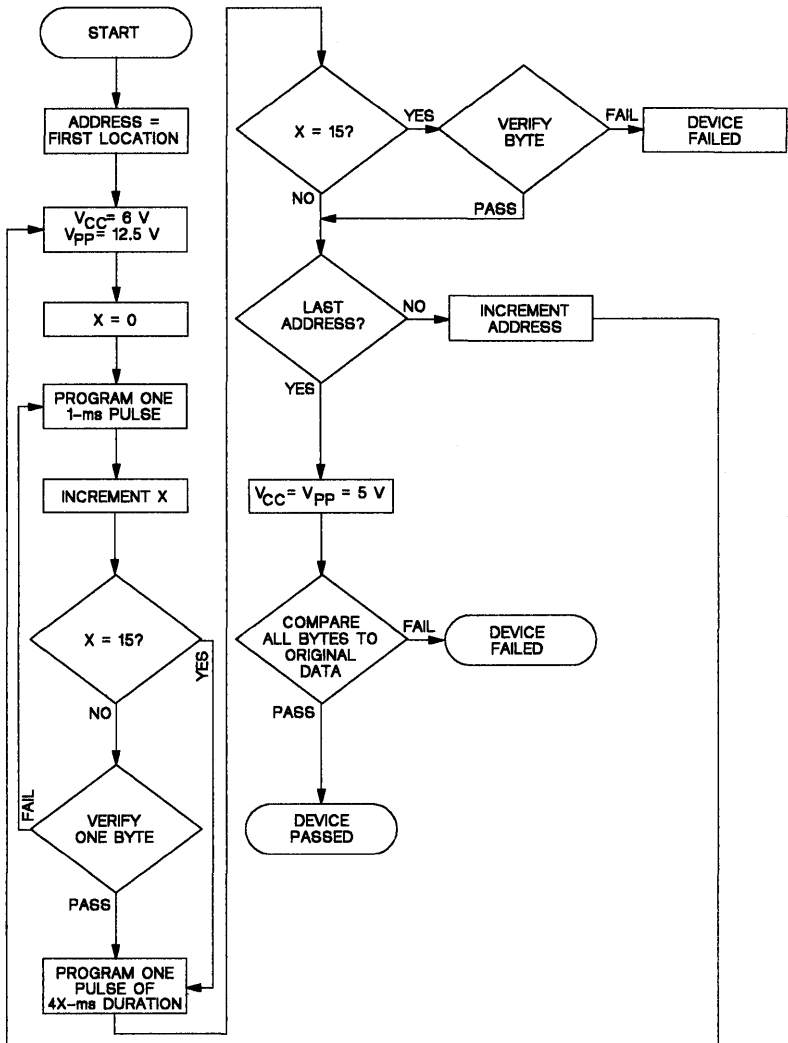 START
ADDRESS =
FIRST LOCATION
VCC= 6 V
VPP= 12.5 V
X = 0
PROGRAM ONE
1-ms PULSE
INCREMENT X
X = 15?
YES
NO
FAIL
VERIFY
ONE BYTE
PASS
PROGRAM ONE
PULSE OF
4X-ms DURATION
X = 15?
YES
VERIFY
BYTE
FAIL
DEVICE
FAILED
NO
PASS
LAST
ADDRESS?
NO
INCREMENT
ADDRESS
YES
VCC= VPP = 5 V
COMPARE
ALL BYTES TO
ORIGINAL
DATA
FAIL
DEVICE
FAILED
PASS
DEVICE
PASSED